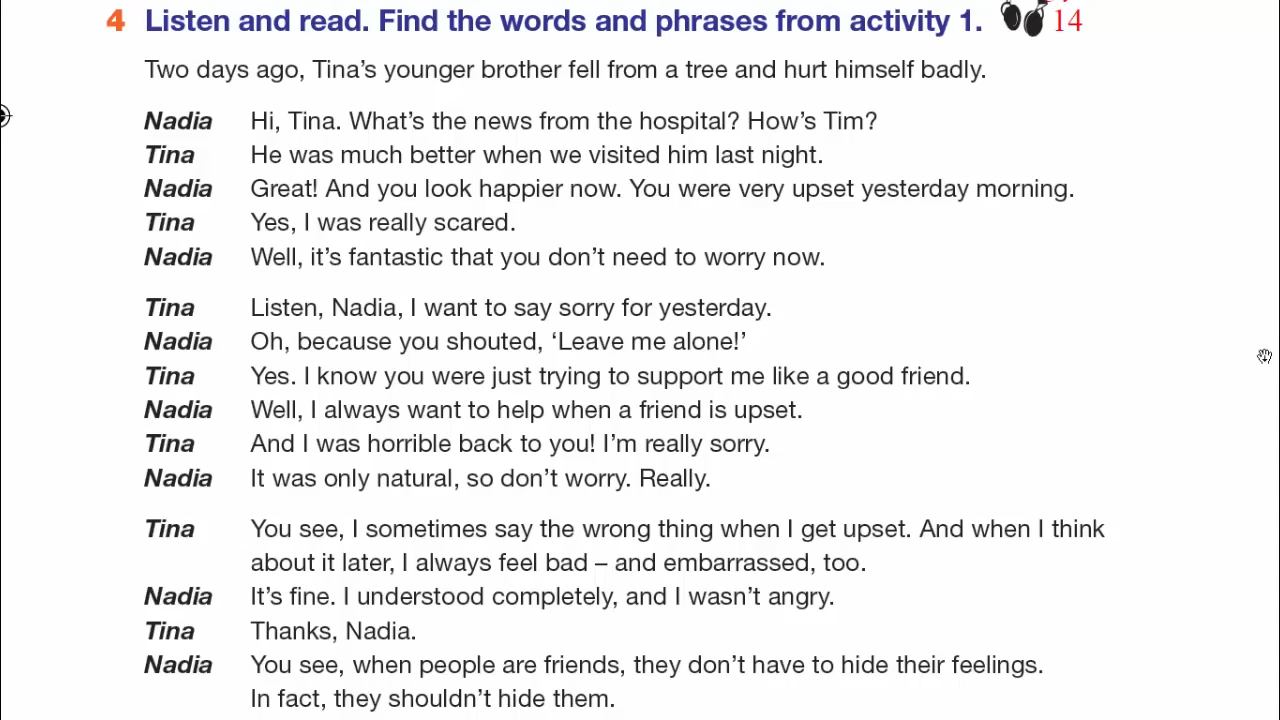 4 Listen and read. Find the words and phrases from activity 1. 14
Two days ago, Tina's younger brother fell from a tree and hurt himself badly.
Nadia Hi, Tina. What's the news from the hospital? How's Tim?
Tina He was much better when we visited him last night.
Nadia Great! And you look happier now. You were very upset yesterday morning.
Tina Yes, I was really scared.
Nadia Well, it's fantastic that you don't need to worry now.
Tina Listen, Nadia, I want to say sorry for yesterday.
Nadia Oh, because you shouted, ‘Leave me alone!’
Tina Yes. I know you were just trying to support me like a good friend.
Nadia Well, I always want to help when a friend is upset.
Tina And I was horrible back to you! I'm really sorry.
Nadia It was only natural, so don't worry. Really.
Tina You see, I sometimes say the wrong thing when I get upset. And when I think
about it later, I always feel bad – and embarrassed, too.
Nadia It's fine. I understood completely, and I wasn't angry.
Tina Thanks, Nadia.
Nadia You see, when people are friends, they don't have to hide their feelings.
In fact, they shouldn't hide them.